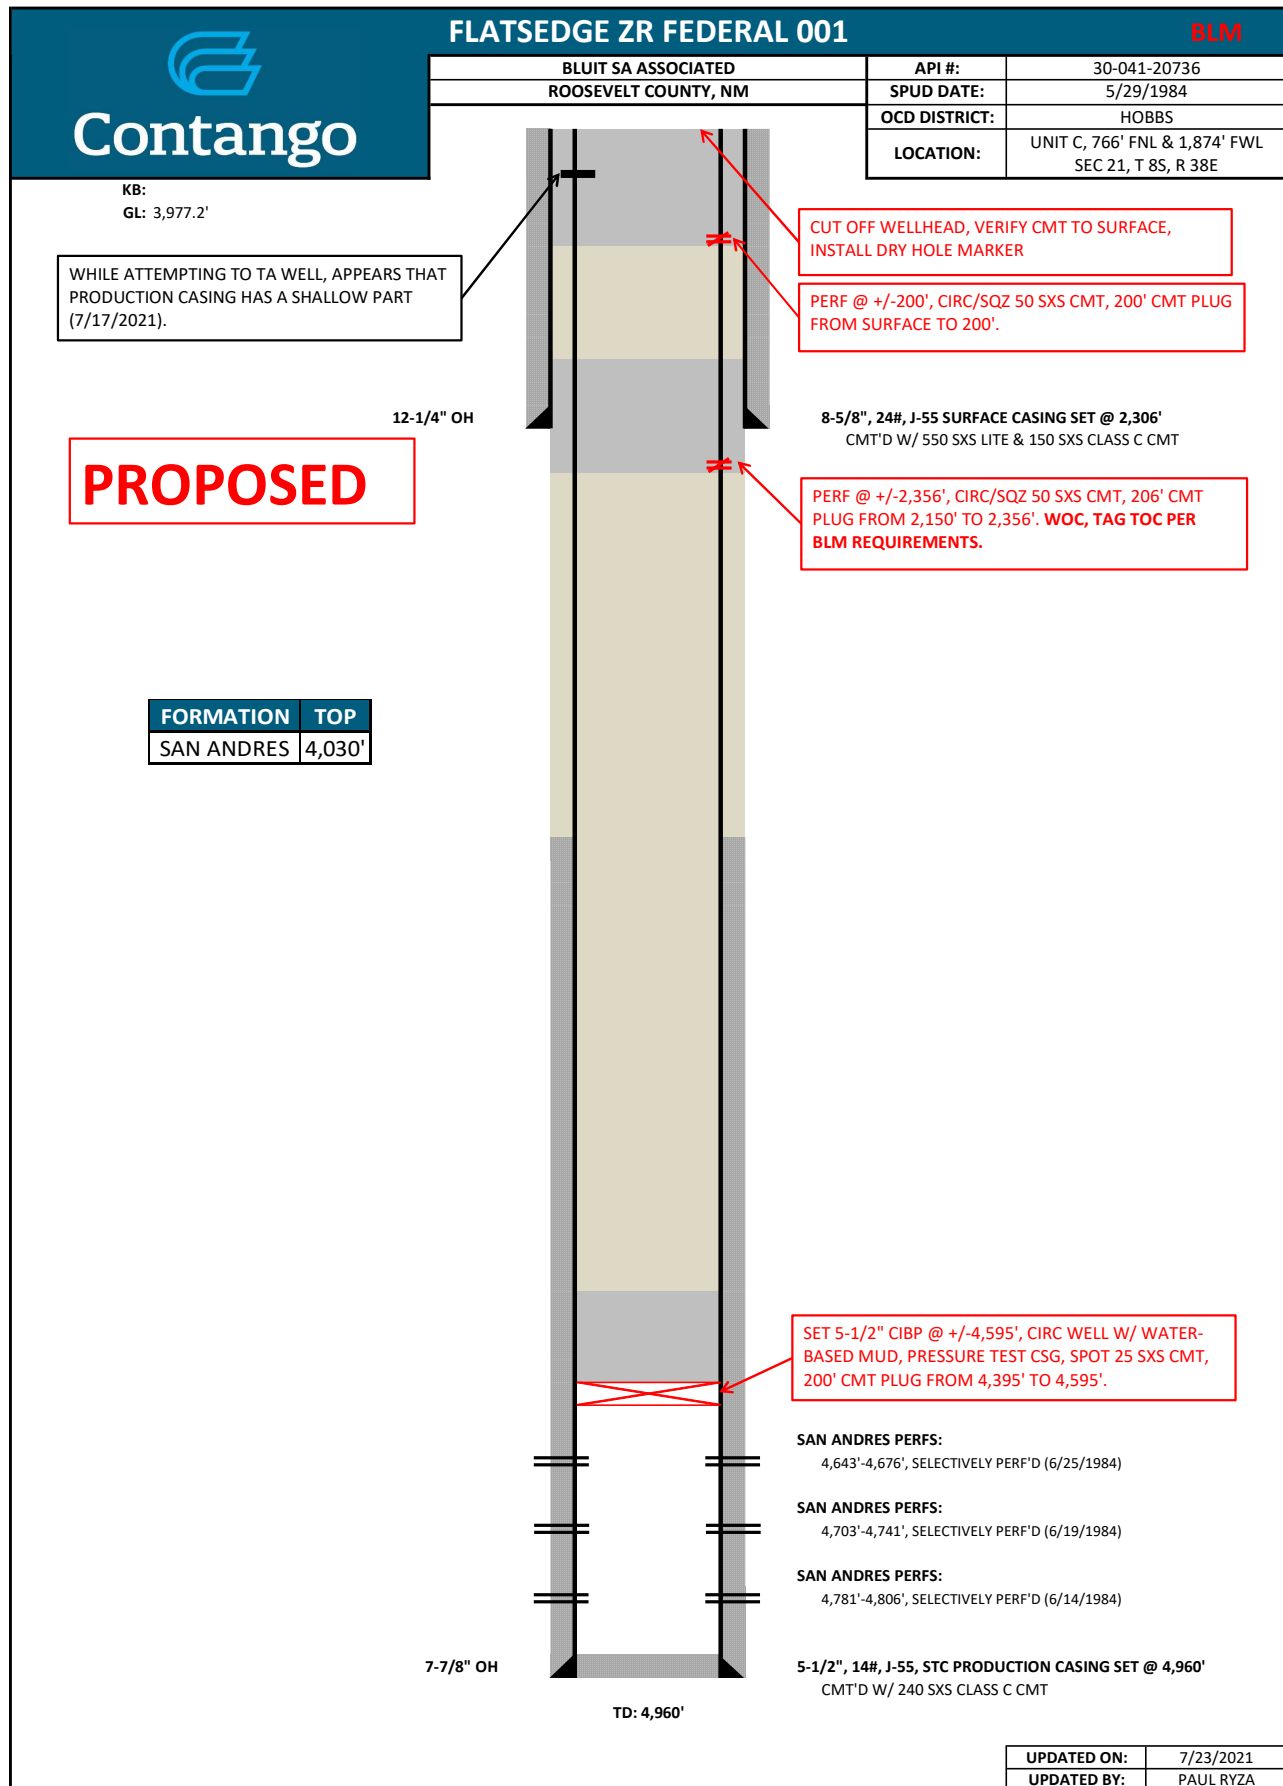 FLATSEDGE ZR FEDERAL 001
BLM
Contango
BLUIT SA ASSOCIATED
ROOSEVELT COUNTY, NM
API #: 30-041-20736
SPUD DATE: 5/29/1984
OCD DISTRICT: HOBBS
LOCATION: UNIT C, 766' FNL & 1,874' FWL
SEC 21, T 8S, R 38E
KB:
GL: 3,977.2'
CUT OFF WELLHEAD, VERIFY CMT TO SURFACE,
INSTALL DRY HOLE MARKER
WHILE ATTEMPTING TO TA WELL, APPEARS THAT
PRODUCTION CASING HAS A SHALLOW PART
(7/17/2021).
PERF @ +/-200', CIRC/SQZ 50 SXS CMT, 200' CMT PLUG
FROM SURFACE TO 200'.
12-1/4" OH
8-5/8", 24#, J-55 SURFACE CASING SET @ 2,306'
CMT'D W/ 550 SXS LITE & 150 SXS CLASS C CMT
PROPOSED
PERF @ +/-2,356', CIRC/SQZ 50 SXS CMT, 206' CMT
PLUG FROM 2,150' TO 2,356'. WOC, TAG TOC PER
BLM REQUIREMENTS.
FORMATION TOP
SAN ANDRES 4,030'
SET 5-1/2" CIBP @ +/-4,595', CIRC WELL W/ WATER-
BASED MUD, PRESSURE TEST CSG, SPOT 25 SXS CMT,
200' CMT PLUG FROM 4,395' TO 4,595'.
SAN ANDRES PERFS:
4,643'-4,676', SELECTIVELY PERF'D (6/25/1984)
SAN ANDRES PERFS:
4,703'-4,741', SELECTIVELY PERF'D (6/19/1984)
SAN ANDRES PERFS:
4,781'-4,806', SELECTIVELY PERF'D (6/14/1984)
7-7/8" OH
5-1/2", 14#, J-55, STC PRODUCTION CASING SET @ 4,960'
CMT'D W/ 240 SXS CLASS C CMT
TD: 4,960'
UPDATED ON: 7/23/2021
UPDATED BY: PAUL RYZA